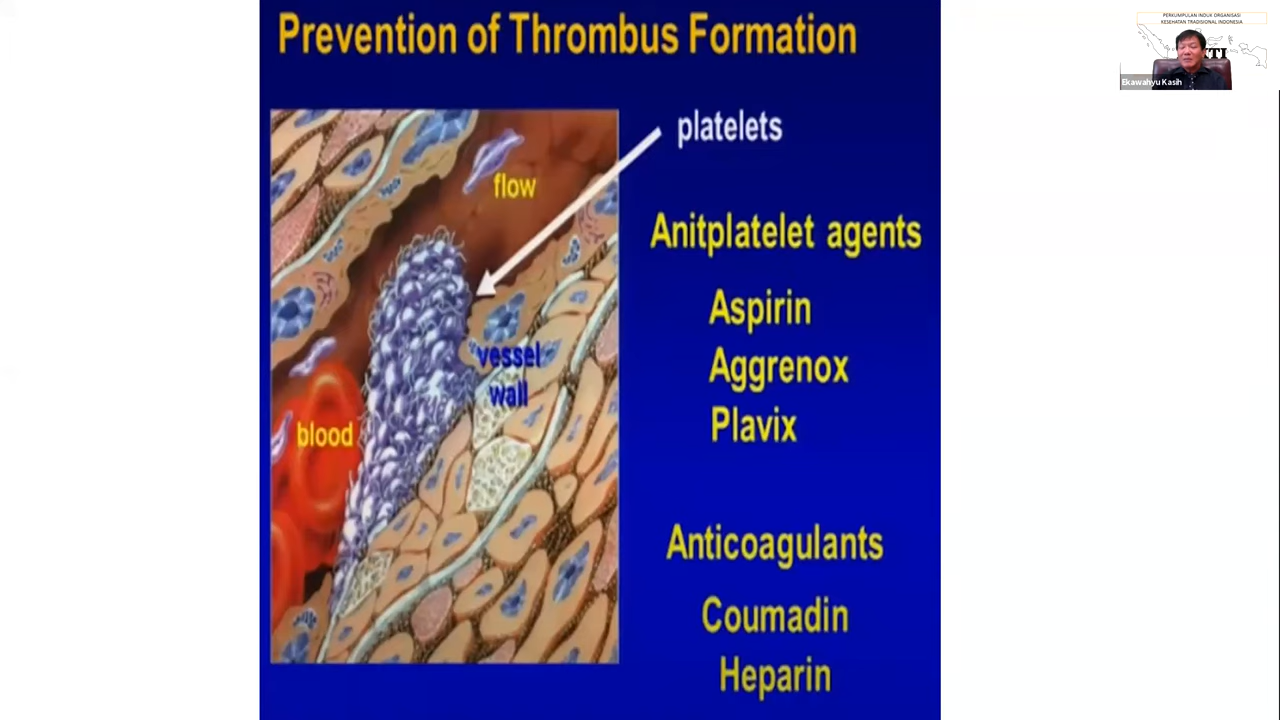 Prevention of Thrombus Formation
platelets
flow
Anitplatelet agents
Aspirin
vessel
wall
Aggrenox
Plavix
blood
Anticoagulants
Coumadin
Heparin
PERKUMPULAN INDUK ORGANISASI
KESEHATAN TRADISIONAL INDONESIA
Ekawahyu Kasih